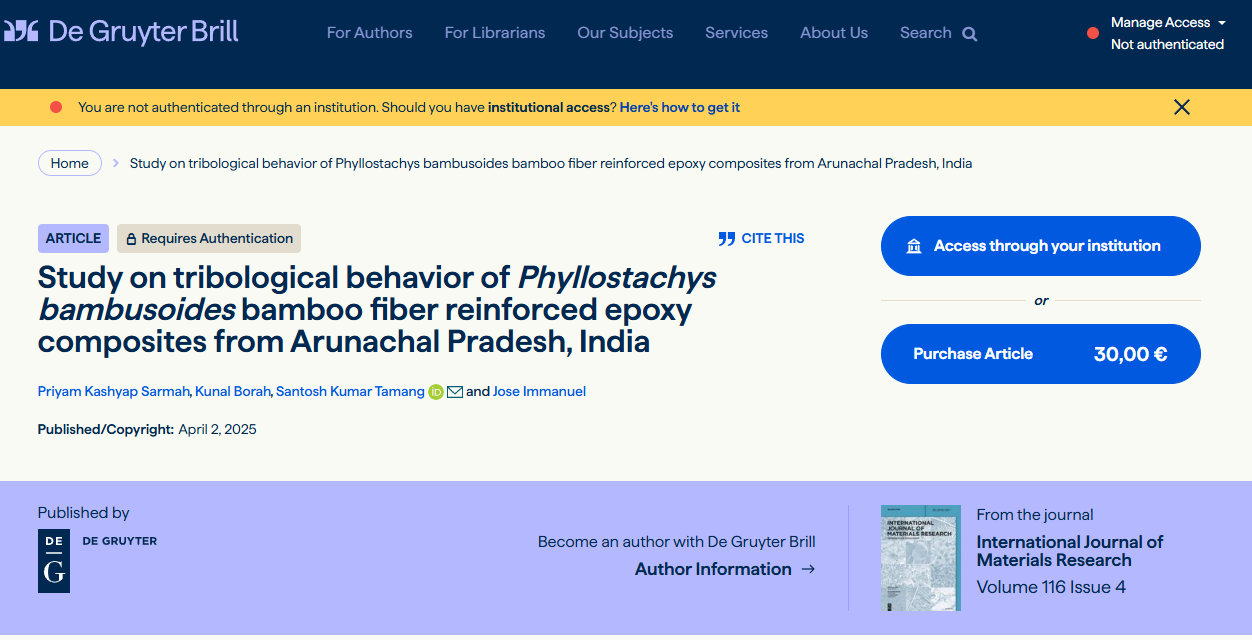 De Gruyter Brill
For Authors
For Librarians
Our Subjects
Services
About Us
Search
Manage Access
Not authenticated
You are not authenticated through an institution. Should you have institutional access? Here's how to get it
Home
Study on tribological behavior of Phyllostachys bambusoides bamboo fiber reinforced epoxy composites from Arunachal Pradesh, India
ARTICLE
Requires Authentication
CITE THIS
Study on tribological behavior of Phyllostachys
bambusoides bamboo fiber reinforced epoxy
composites from Arunachal Pradesh, India
Priyam Kashyap Sarmah, Kunal Borah, Santosh Kumar Tamang iD and Jose Immanuel
Published/Copyright: April 2, 2025
Access through your institution
or
Purchase Article 30,00 €
Published by
DE
G
DE GRUYTER
Become an author with De Gruyter Brill
Author Information
INTERNATIONAL
JOURNAL OF
MATERIALS RESEARCH
From the journal
International Journal of
Materials Research
Volume 116 Issue 4